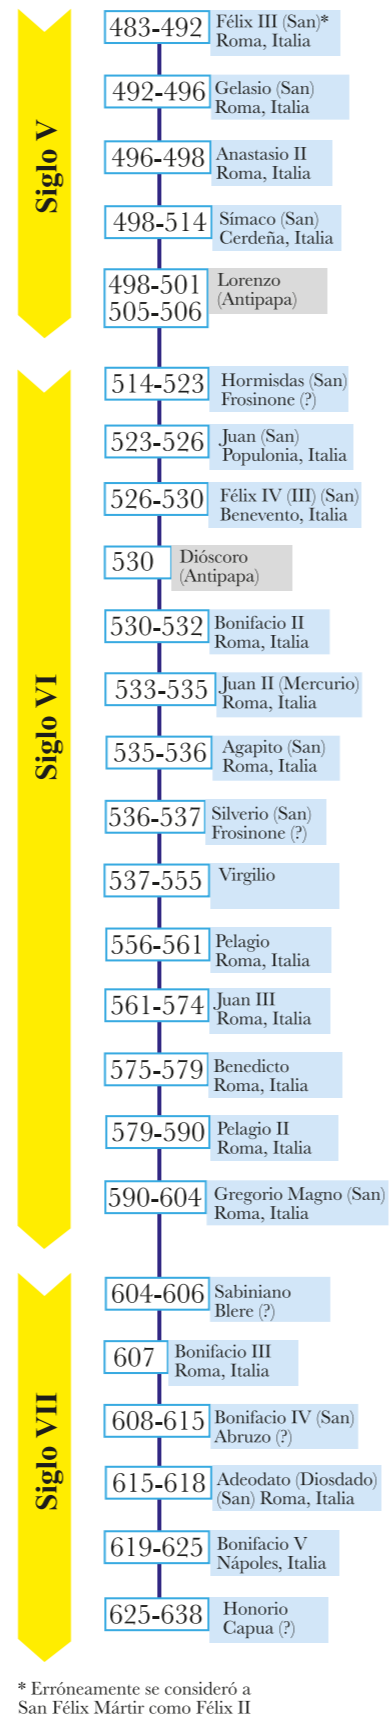 Siglo V
483-492
Félix III (San)*
Roma, Italia
492-496
Gelasio (San)
Roma, Italia
496-498
Anastasio II
Roma, Italia
498-514
Símaco (San)
Cerdeña, Italia
498-501
505-506
Lorenzo
(Antipapa)
Siglo VI
514-523
Hormisdas (San)
Frosinone (?)
523-526
Juan (San)
Populonia, Italia
526-530
Félix IV (III) (San)
Benevento, Italia
530
Dióscoro
(Antipapa)
530-532
Bonifacio II
Roma, Italia
533-535
Juan II (Mercurio)
Roma, Italia
535-536
Agapito (San)
Roma, Italia
536-537
Silverio (San)
Frosinone (?)
537-555
Virgilio
556-561
Pelagio
Roma, Italia
561-574
Juan III
Roma, Italia
575-579
Benedicto
Roma, Italia
579-590
Pelagio II
Roma, Italia
590-604
Gregorio Magno (San)
Roma, Italia
Siglo VII
604-606
Sabiniano
Blere (?)
607
Bonifacio III
Roma, Italia
608-615
Bonifacio IV (San)
Abruzo (?)
615-618
Adeodato (Diosdado)
(San) Roma, Italia
619-625
Bonifacio V
Nápoles, Italia
625-638
Honorio
Capua (?)
* Erróneamente se consideró a
San Félix Mártir como Félix II